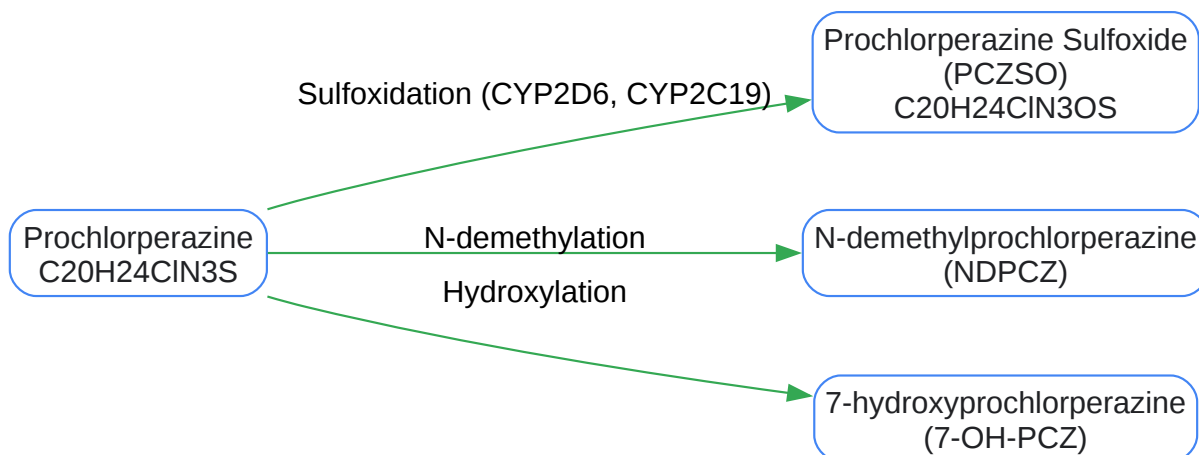 Prochlorperazine Sulfoxide
(PCZSO)
C20H24ClN3OS
Sulfoxidation (CYP2D6, CYP2C19)
Prochlorperazine
C20H24ClN3S
N-demethylation
N-demethylprochlorperazine
(NDPCZ)
Hydroxylation
7-hydroxyprochlorperazine
(7-OH-PCZ)